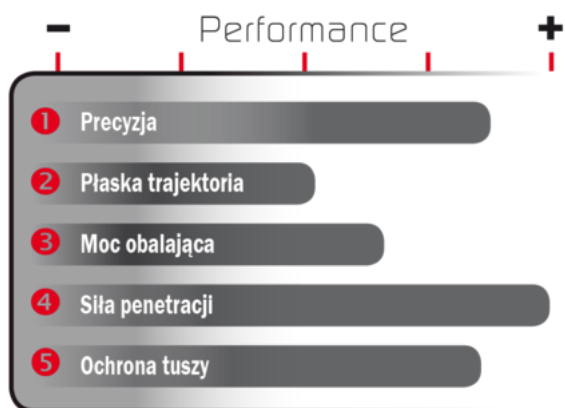 − Performance +
1 Precyzja
2 Płaska trajektoria
3 Moc obalająca
4 Siła penetracji
5 Ochrona tuszy